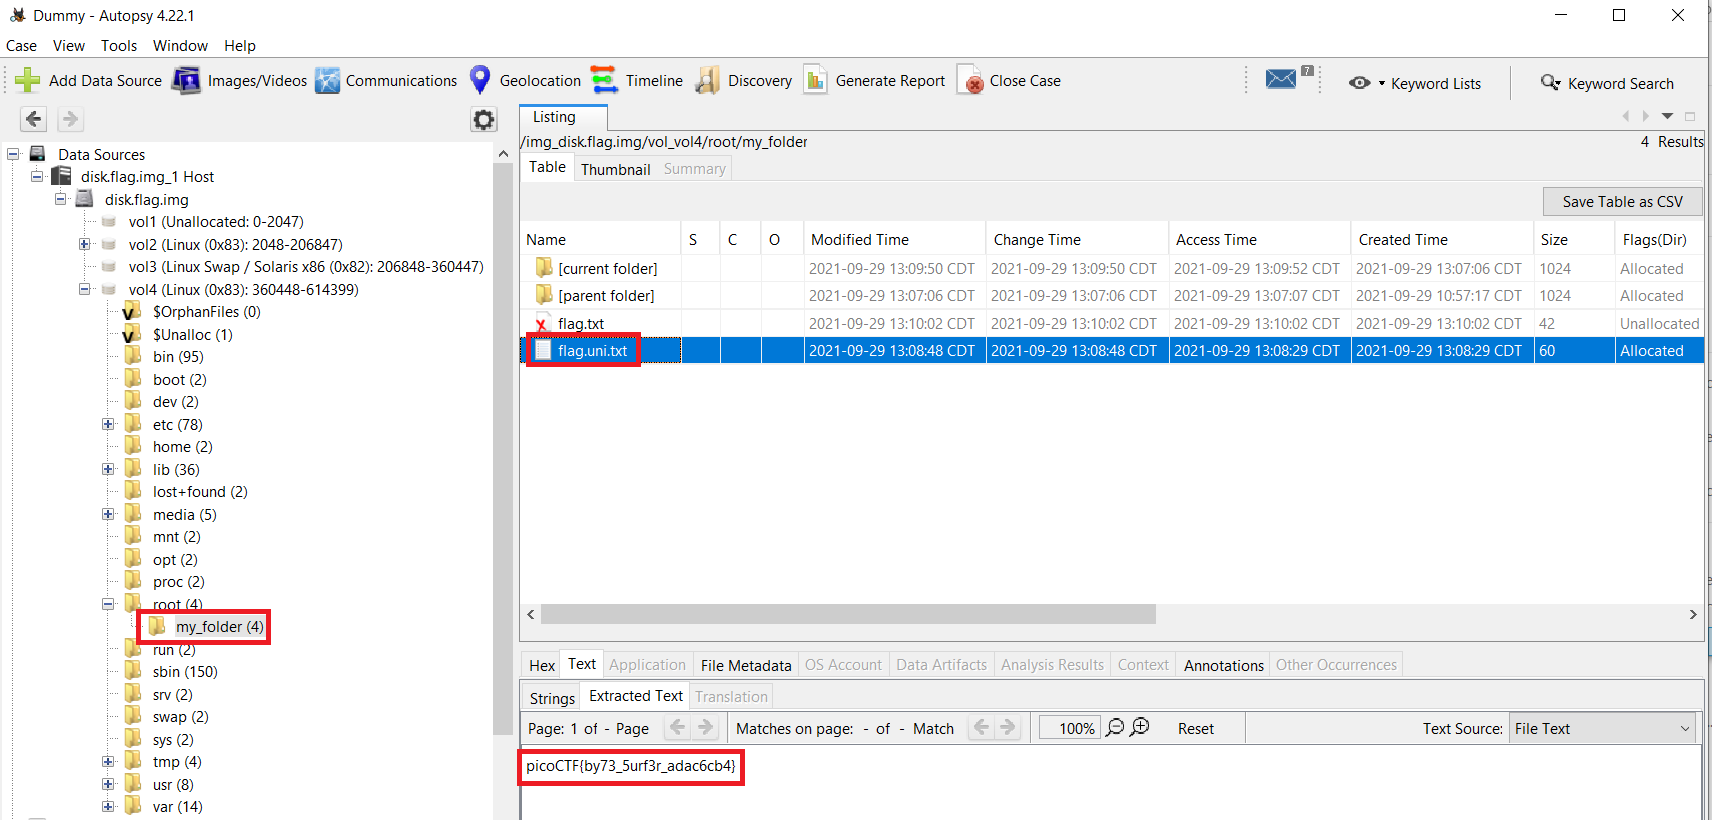 Dummy - Autopsy 4.22.1
Case View Tools Window Help
Add Data Source Images/Videos Communications Geolocation Timeline Discovery Generate Report Close Case 7 Keyword Lists Keyword Search
Data Sources
disk.flag.img_1 Host
disk.flag.img
vol1 (Unallocated: 0-2047)
vol2 (Linux (0x83): 2048-206847)
vol3 (Linux Swap / Solaris x86 (0x82): 206848-360447)
vol4 (Linux (0x83): 360448-614399)
$OrphanFiles (0)
$Unalloc (1)
bin (95)
boot (2)
dev (2)
etc (78)
home (2)
lib (36)
lost+found (2)
media (5)
mnt (2)
opt (2)
proc (2)
root (4)
my_folder (4)
run (2)
sbin (150)
srv (2)
swap (2)
sys (2)
tmp (4)
usr (8)
var (14)
Listing
/img_disk.flag.img/vol_vol4/root/my_folder 4 Results
Table Thumbnail Summary
Save Table as CSV
Name S C O Modified Time Change Time Access Time Created Time Size Flags(Dir)
[current folder] 2021-09-29 13:09:50 CDT 2021-09-29 13:09:50 CDT 2021-09-29 13:09:52 CDT 2021-09-29 13:07:06 CDT 1024 Allocated
[parent folder] 2021-09-29 13:07:06 CDT 2021-09-29 13:07:06 CDT 2021-09-29 13:07:07 CDT 2021-09-29 10:57:17 CDT 1024 Allocated
flag.txt 2021-09-29 13:10:02 CDT 2021-09-29 13:10:02 CDT 2021-09-29 13:10:02 CDT 2021-09-29 13:10:02 CDT 42 Unallocated
flag.uni.txt 2021-09-29 13:08:48 CDT 2021-09-29 13:08:48 CDT 2021-09-29 13:08:29 CDT 2021-09-29 13:08:29 CDT 60 Allocated
Hex Text Application File Metadata OS Account Data Artifacts Analysis Results Context Annotations Other Occurrences
Strings Extracted Text Translation
Page: 1 of - Page Matches on page: - of - Match 100% Reset Text Source: File Text
picoCTF{by73_5urf3r_adac6cb4}